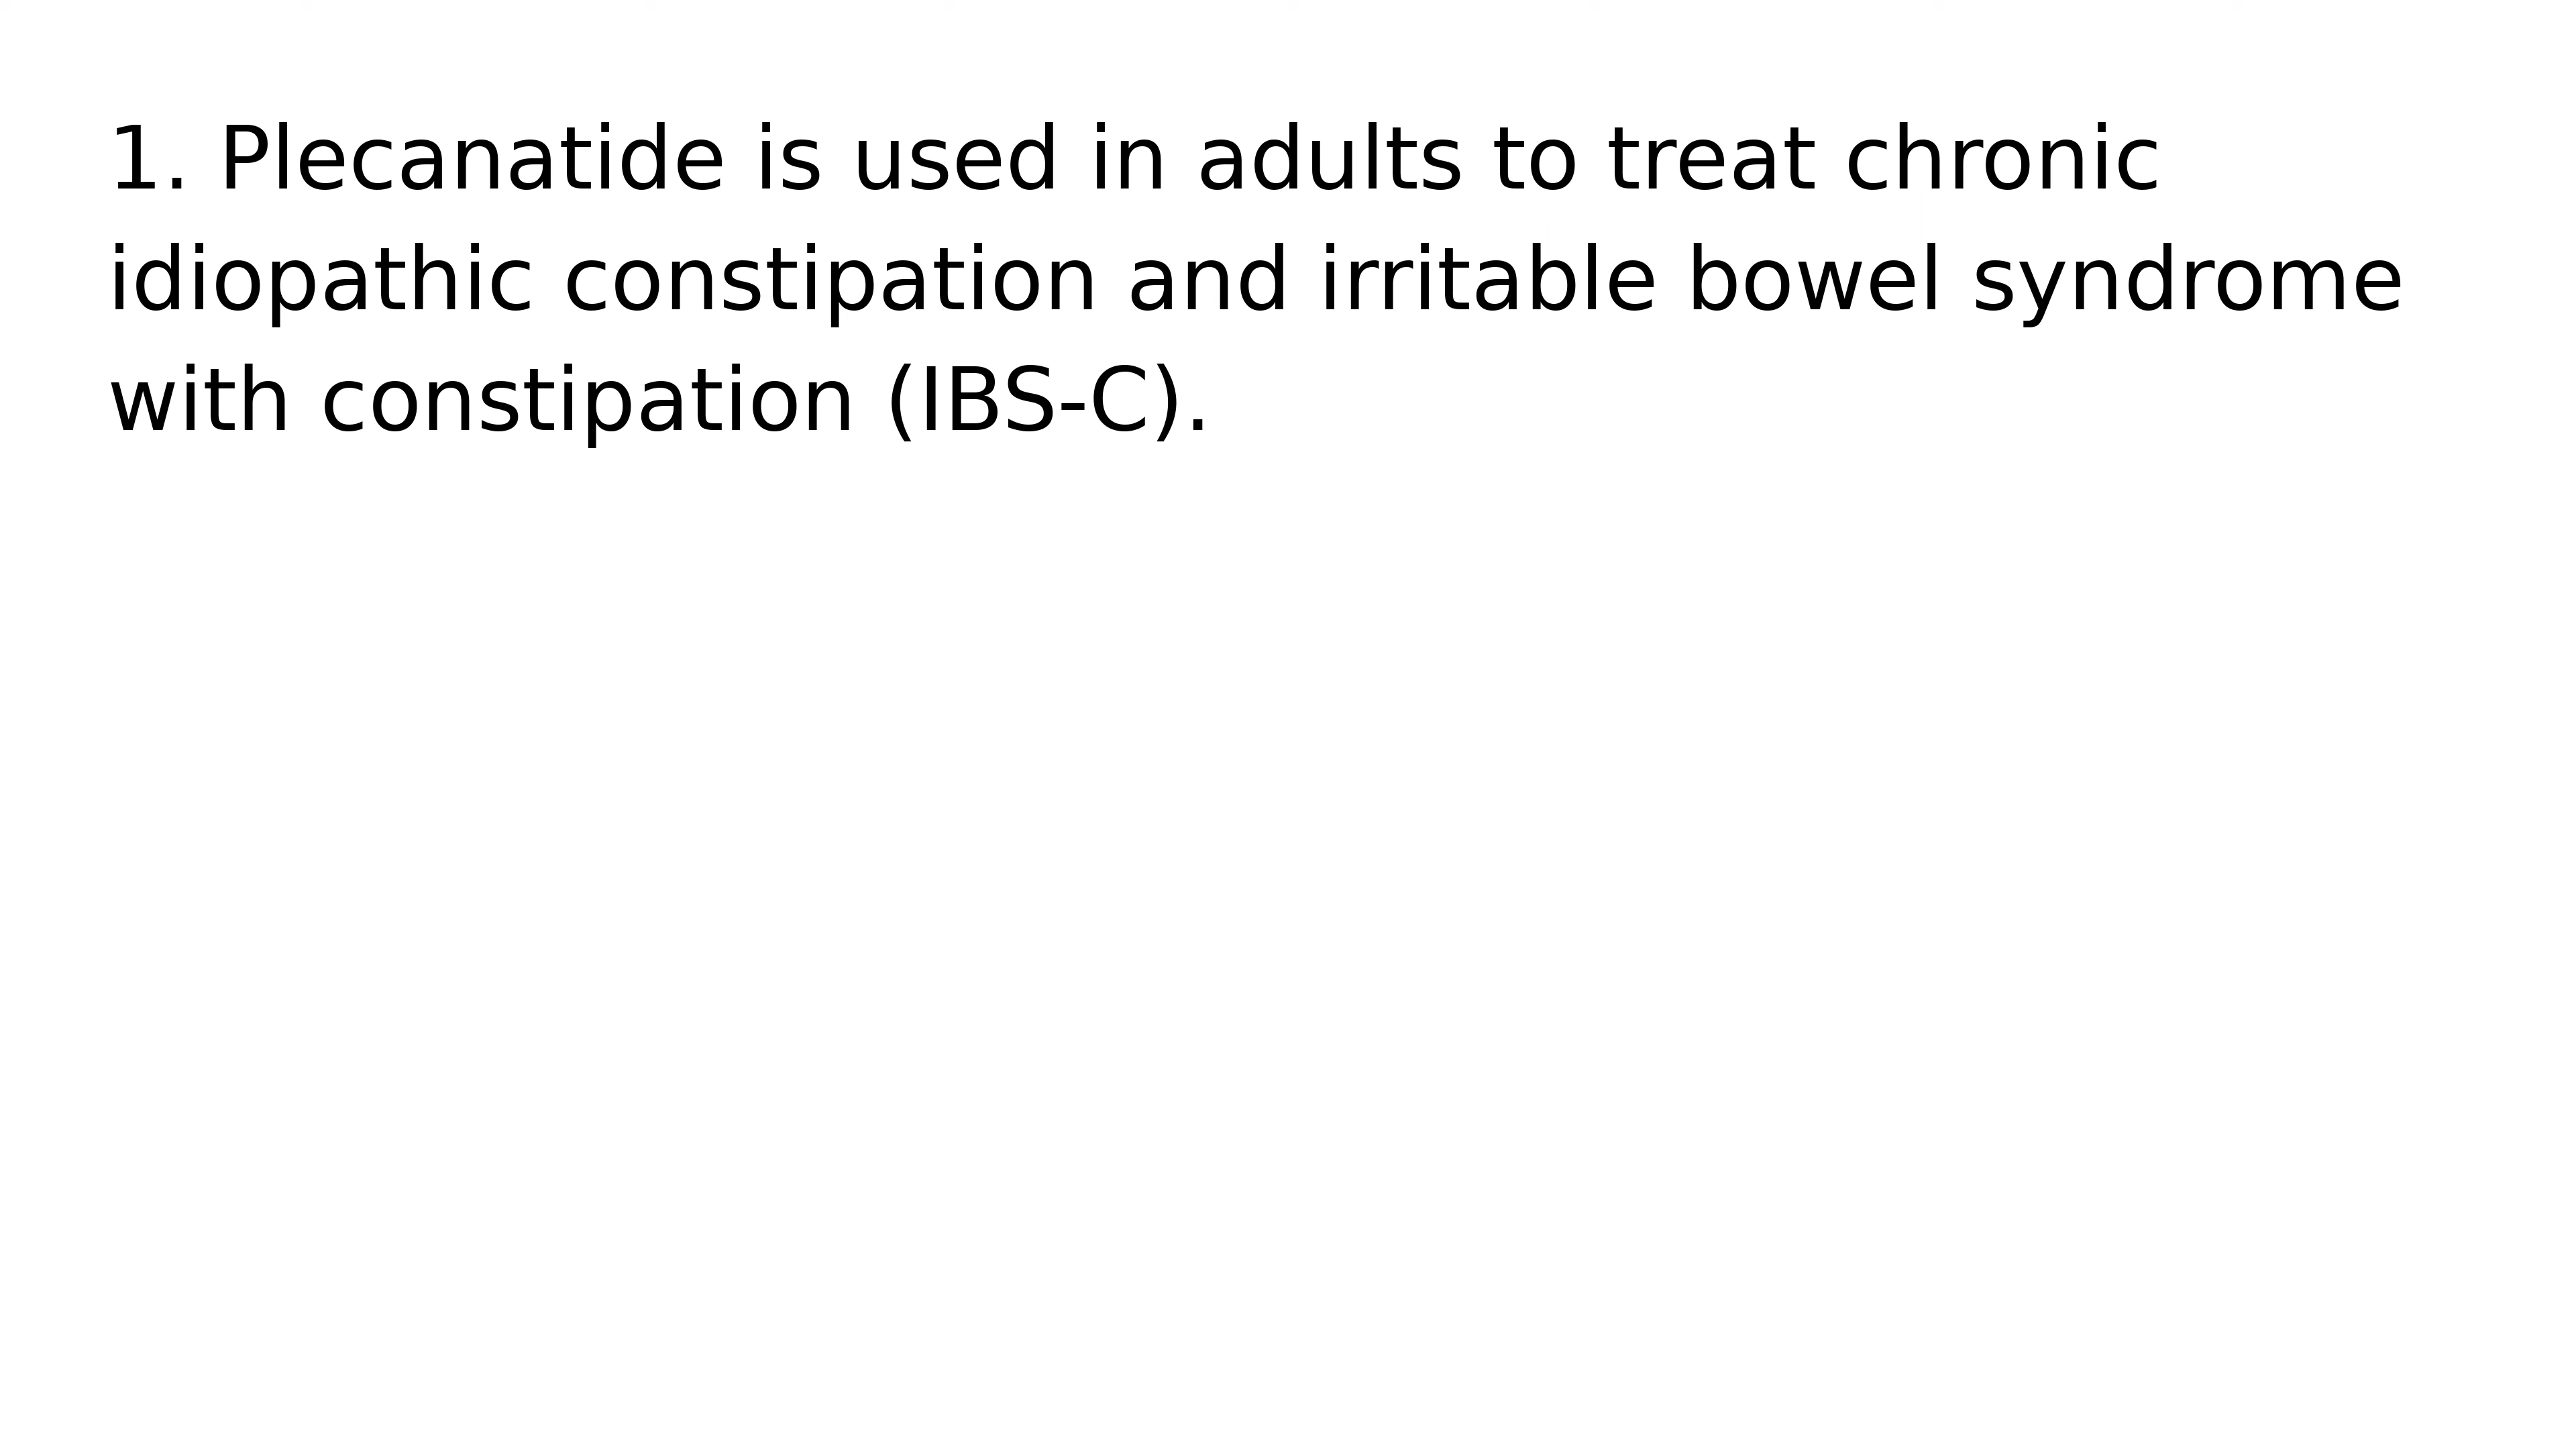 1. Plecanatide is used in adults to treat chronic
idiopathic constipation and irritable bowel syndrome
with constipation (IBS-C).